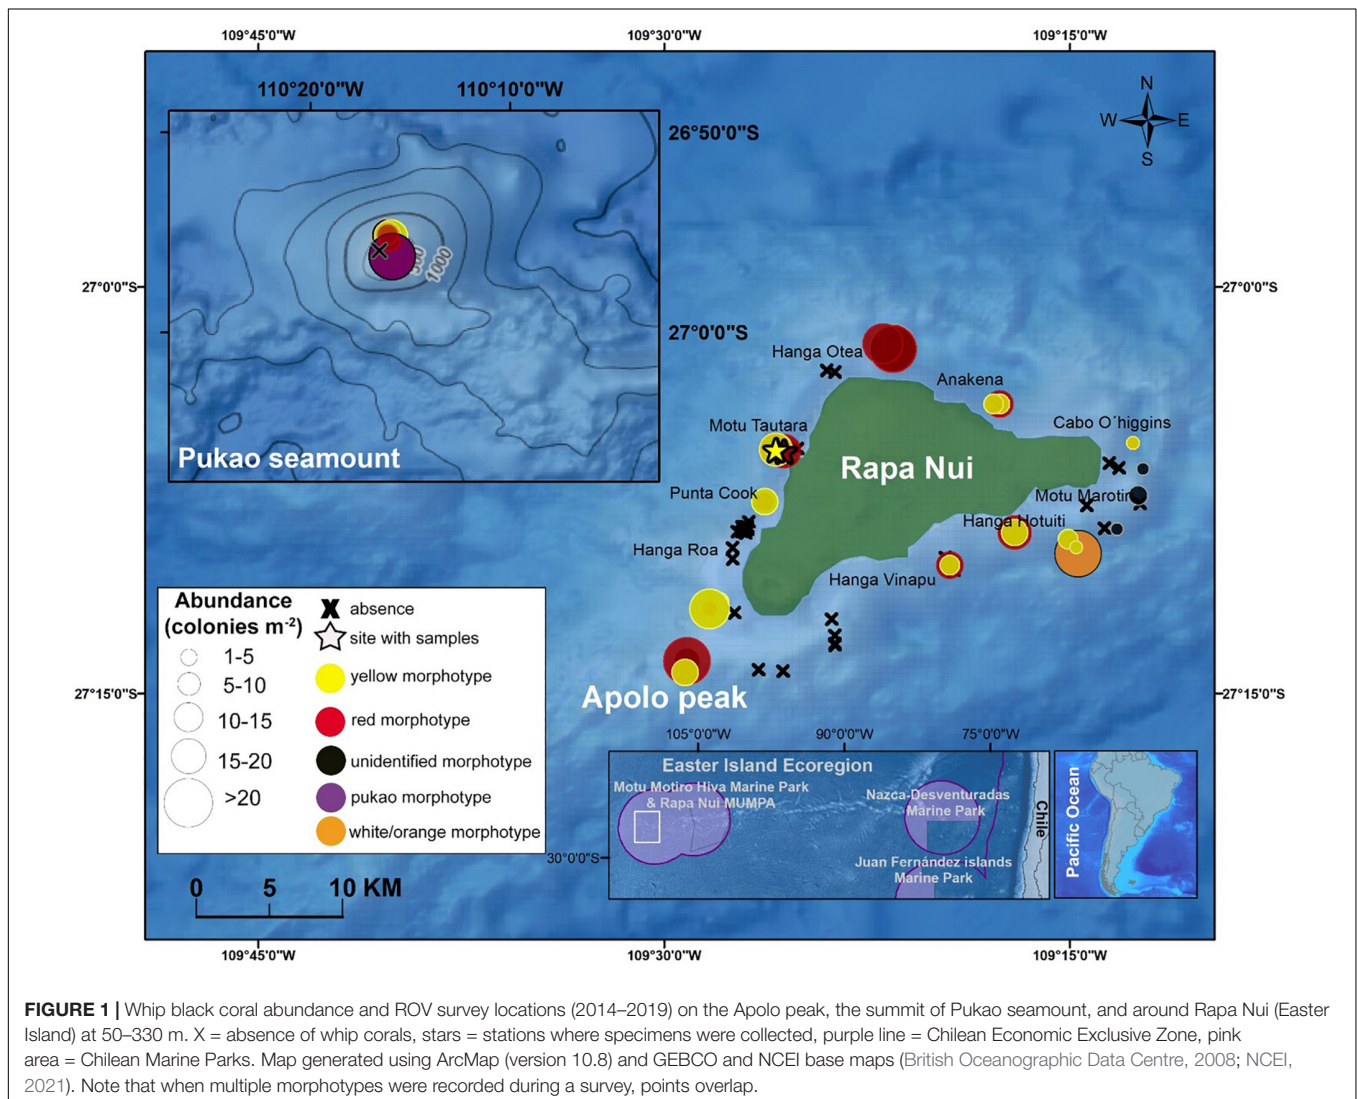 109°45'0"W
109°30'0"W
109°15'0"W
110°20'0"W
110°10'0"W
26°50'0"S
N
W
E
S
1000
27°0'0"S
27°0'0"S
27°0'0"S
Pukao seamount
Hanga Otea
Anakena
Cabo O´higgins
Motu Tautara
Rapa Nui
Punta Cook
Motu Marotiri
Hanga Hotuiti
Hanga Roa
Hanga Vinapu
Apolo peak
27°15'0"S
27°15'0"S
Abundance
(colonies m-2)
1-5
5-10
10-15
15-20
>20
absence
site with samples
yellow morphotype
red morphotype
unidentified morphotype
pukao morphotype
white/orange morphotype
0 5 10 KM
105°0'0"W
90°0'0"W
75°0'0"W
Easter Island Ecoregion
Motu Motiro Hiva Marine Park
& Rapa Nui MUMPA
Nazca-Desventuradas
Marine Park
Juan Fernández islands
Marine Park
30°0'0"S
Chile
Pacific Ocean
109°45'0"W
109°30'0"W
109°15'0"W
FIGURE 1 | Whip black coral abundance and ROV survey locations (2014–2019) on the Apolo peak, the summit of Pukao seamount, and around Rapa Nui (Easter
Island) at 50–330 m. X = absence of whip corals, stars = stations where specimens were collected, purple line = Chilean Economic Exclusive Zone, pink
area = Chilean Marine Parks. Map generated using ArcMap (version 10.8) and GEBCO and NCEI base maps (British Oceanographic Data Centre, 2008; NCEI,
2021). Note that when multiple morphotypes were recorded during a survey, points overlap.